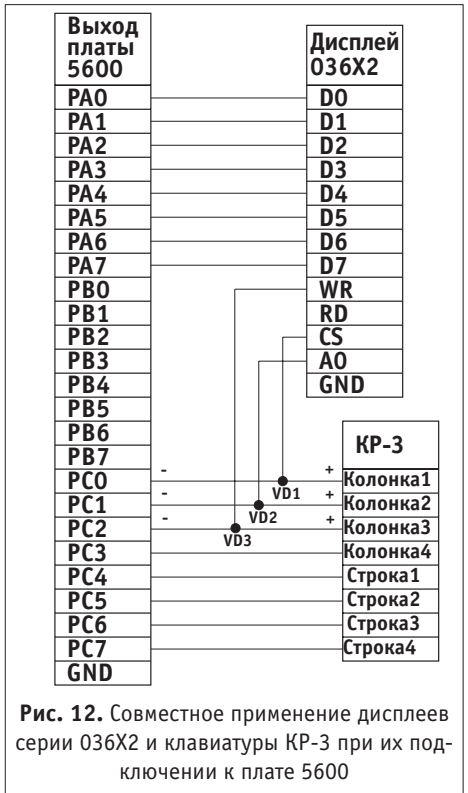 Выход
платы
5600
PA0
PA1
PA2
PA3
PA4
PA5
PA6
PA7
PB0
PB1
PB2
PB3
PB4
PB5
PB6
PB7
PC0
PC1
PC2
PC3
PC4
PC5
PC6
PC7
GND
Дисплей
036X2
D0
D1
D2
D3
D4
D5
D6
D7
WR
RD
CS
A0
GND
- +
VD1
- +
VD2
- +
VD3
КР-3
Колонка1
Колонка2
Колонка3
Колонка4
Строка1
Строка2
Строка3
Строка4
Рис. 12. Совместное применение дисплеев
серии 036X2 и клавиатуры КР-3 при их под-
ключении к плате 5600